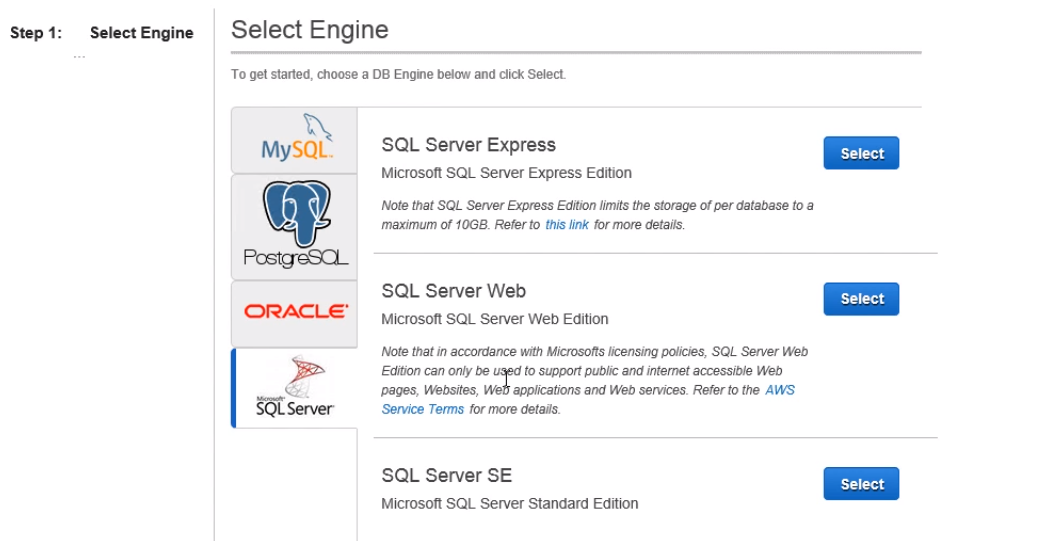 Step 1: Select Engine
...
Select Engine
To get started, choose a DB Engine below and click Select.
MySQL.
PostgreSQL
ORACLE
Microsoft
SQL Server
SQL Server Express
Select
Microsoft SQL Server Express Edition
Note that SQL Server Express Edition limits the storage of per database to a
maximum of 10GB. Refer to this link for more details.
SQL Server Web
Select
Microsoft SQL Server Web Edition
Note that in accordance with Microsofts licensing policies, SQL Server Web
Edition can only be used to support public and internet accessible Web
pages, Websites, Web applications and Web services. Refer to the AWS
Service Terms for more details.
SQL Server SE
Select
Microsoft SQL Server Standard Edition